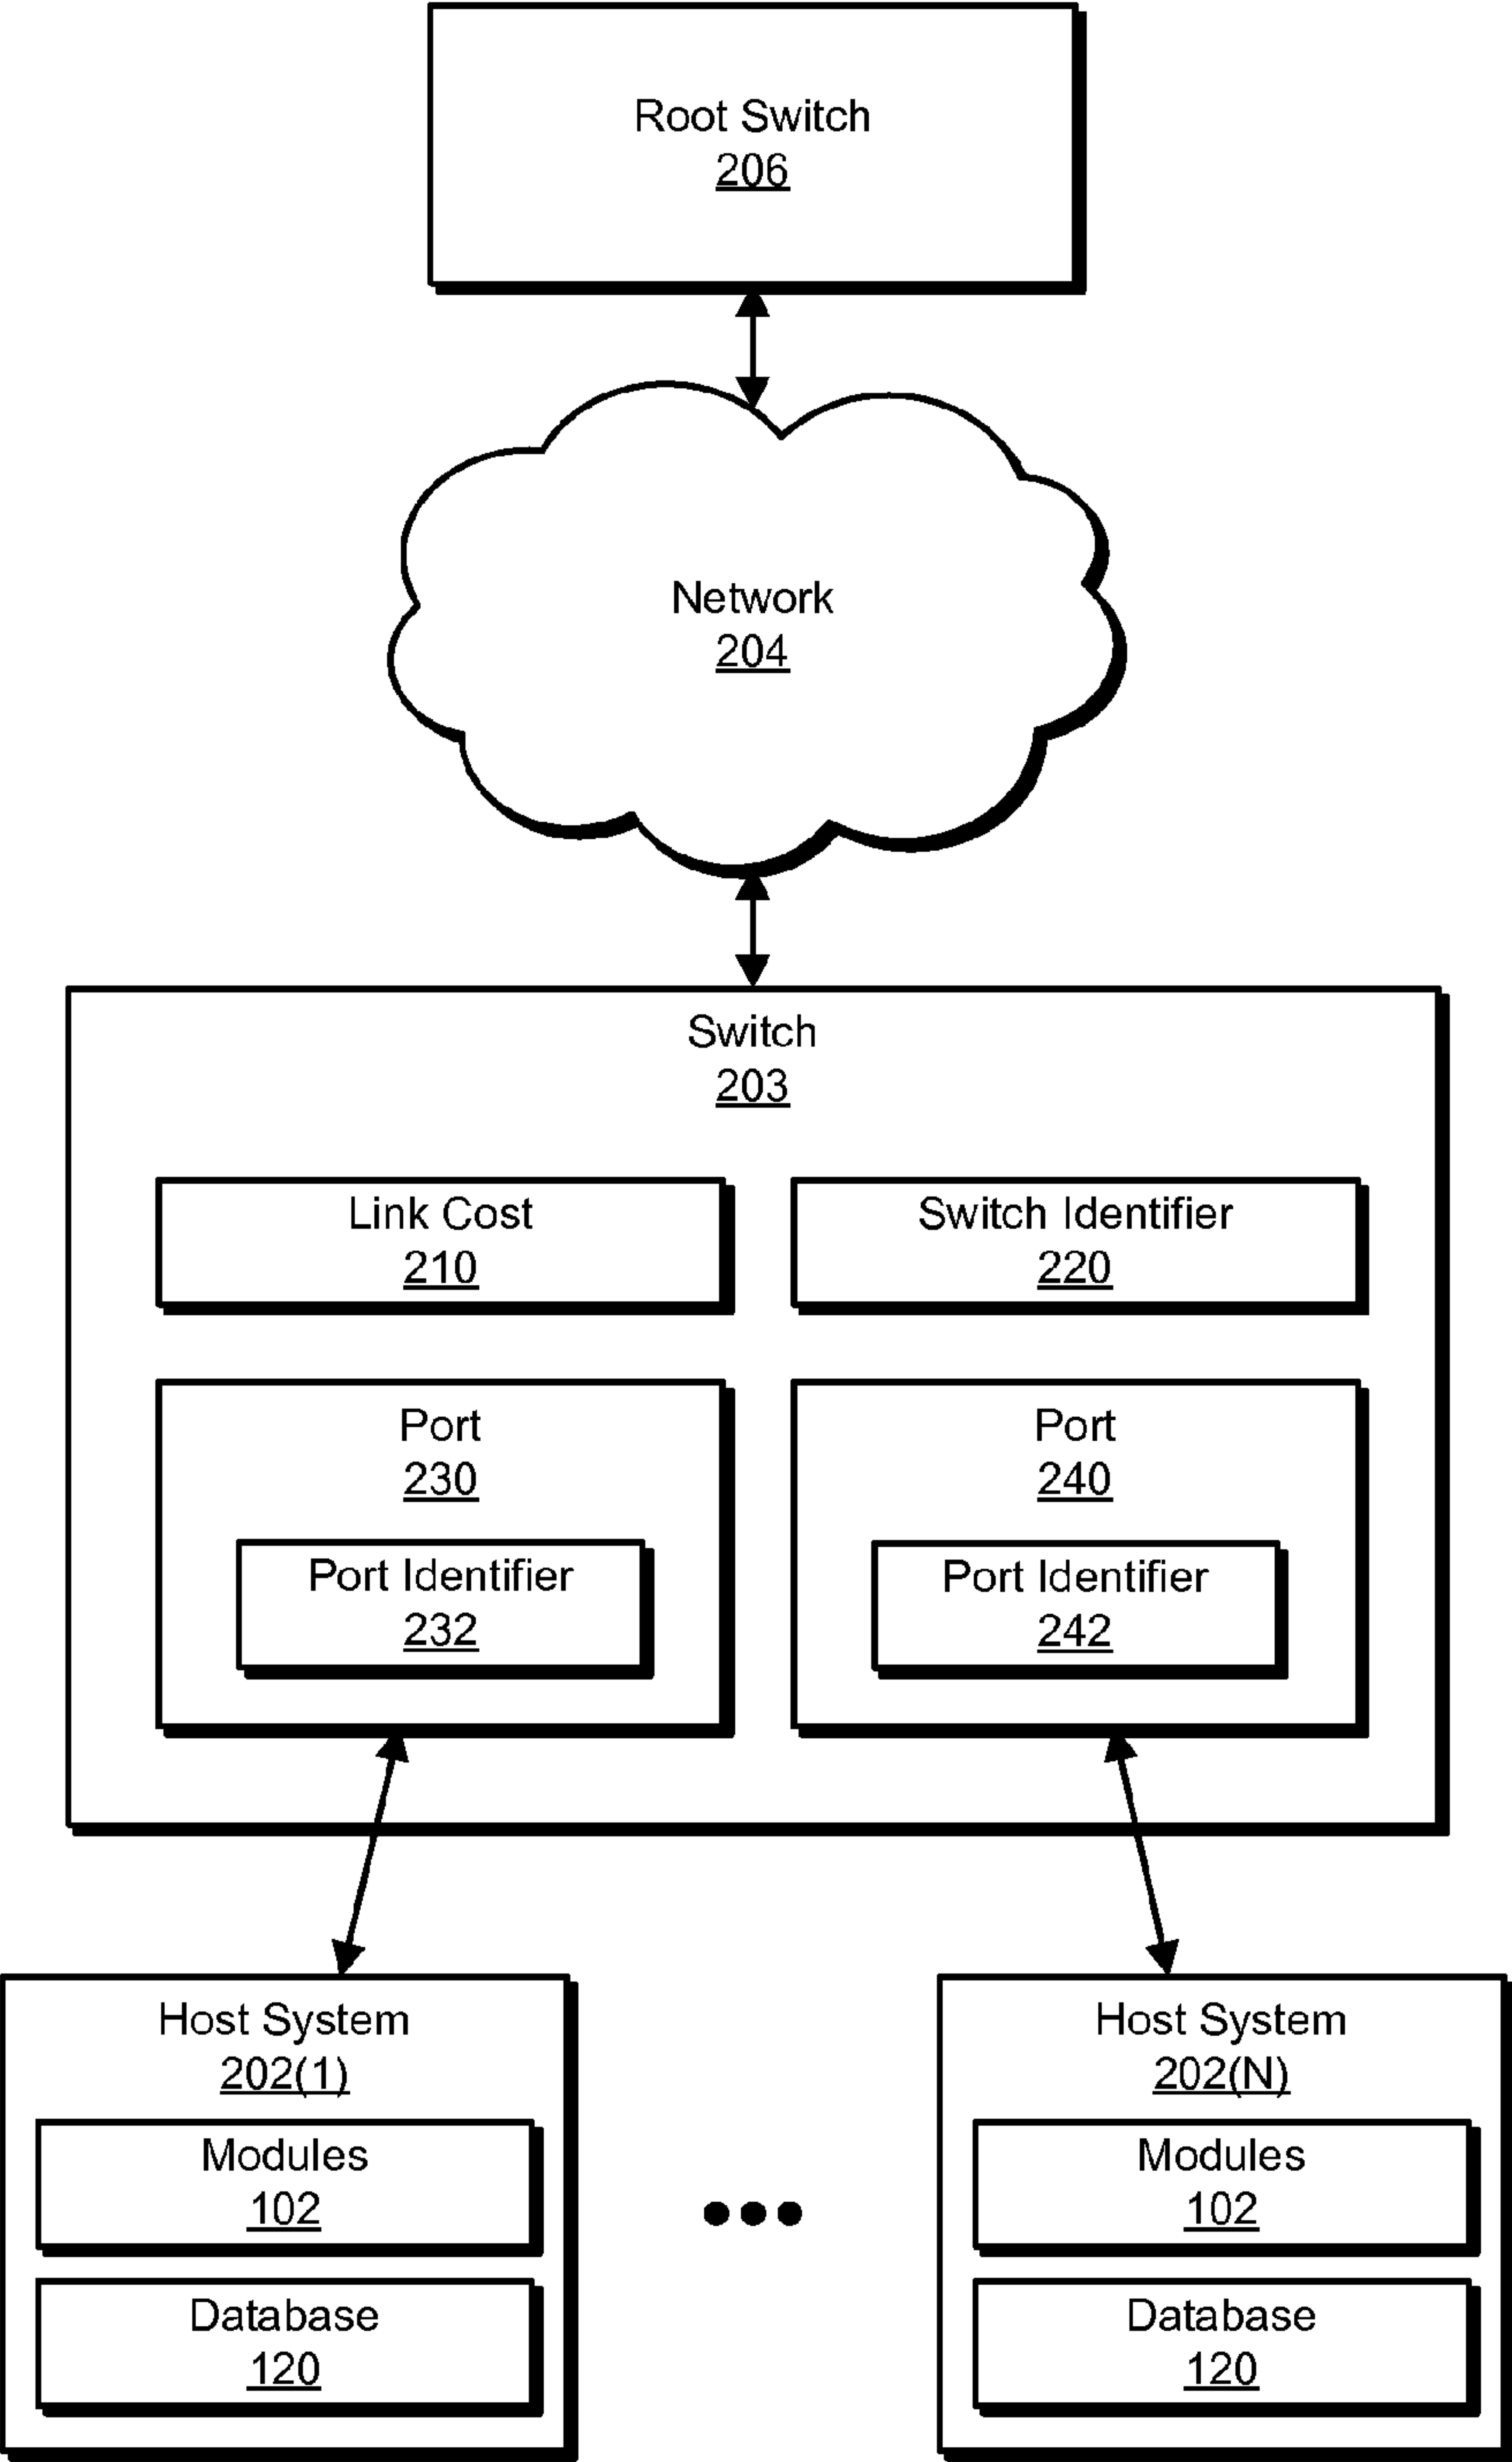 Root Switch
206
Network
204
Switch
203
Link Cost
210
Switch Identifier
220
Port
230
Port Identifier
232
Port
240
Port Identifier
242
Host System
202(1)
Modules
102
Database
120
Host System
202(N)
Modules
102
Database
120